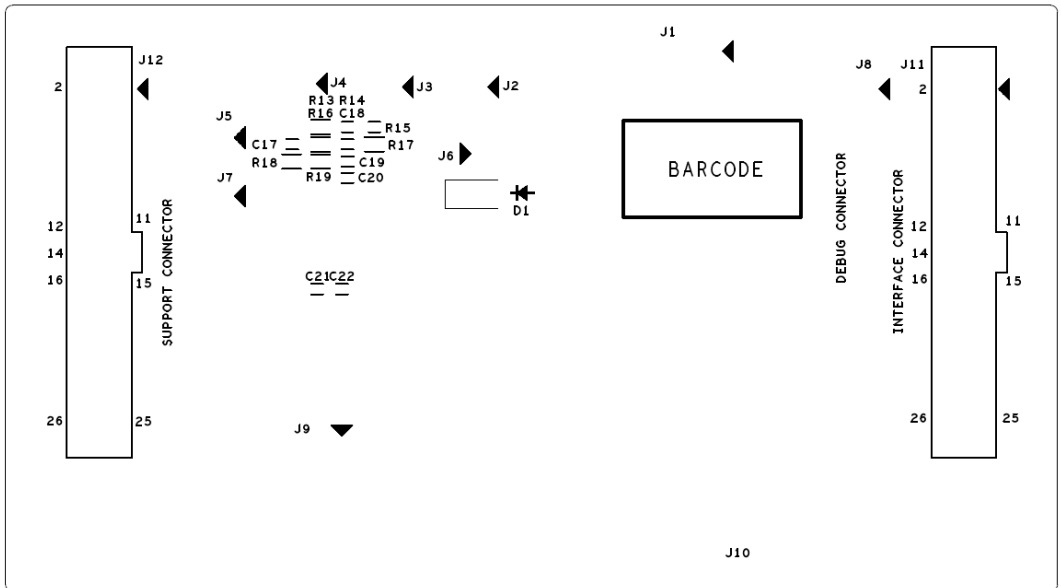 J1
J12
J8 J11
2
J4
J3
J2
2
R13 R14
R16 C18
J5
R15
C17
R17
R18
J6
C19
J7
R19
C20
BARCODE
D1
12
11
12
11
14
14
16
15
16
15
SUPPORT CONNECTOR
DEBUG CONNECTOR
INTERFACE CONNECTOR
C21 C22
26
25
J9
26
25
J10